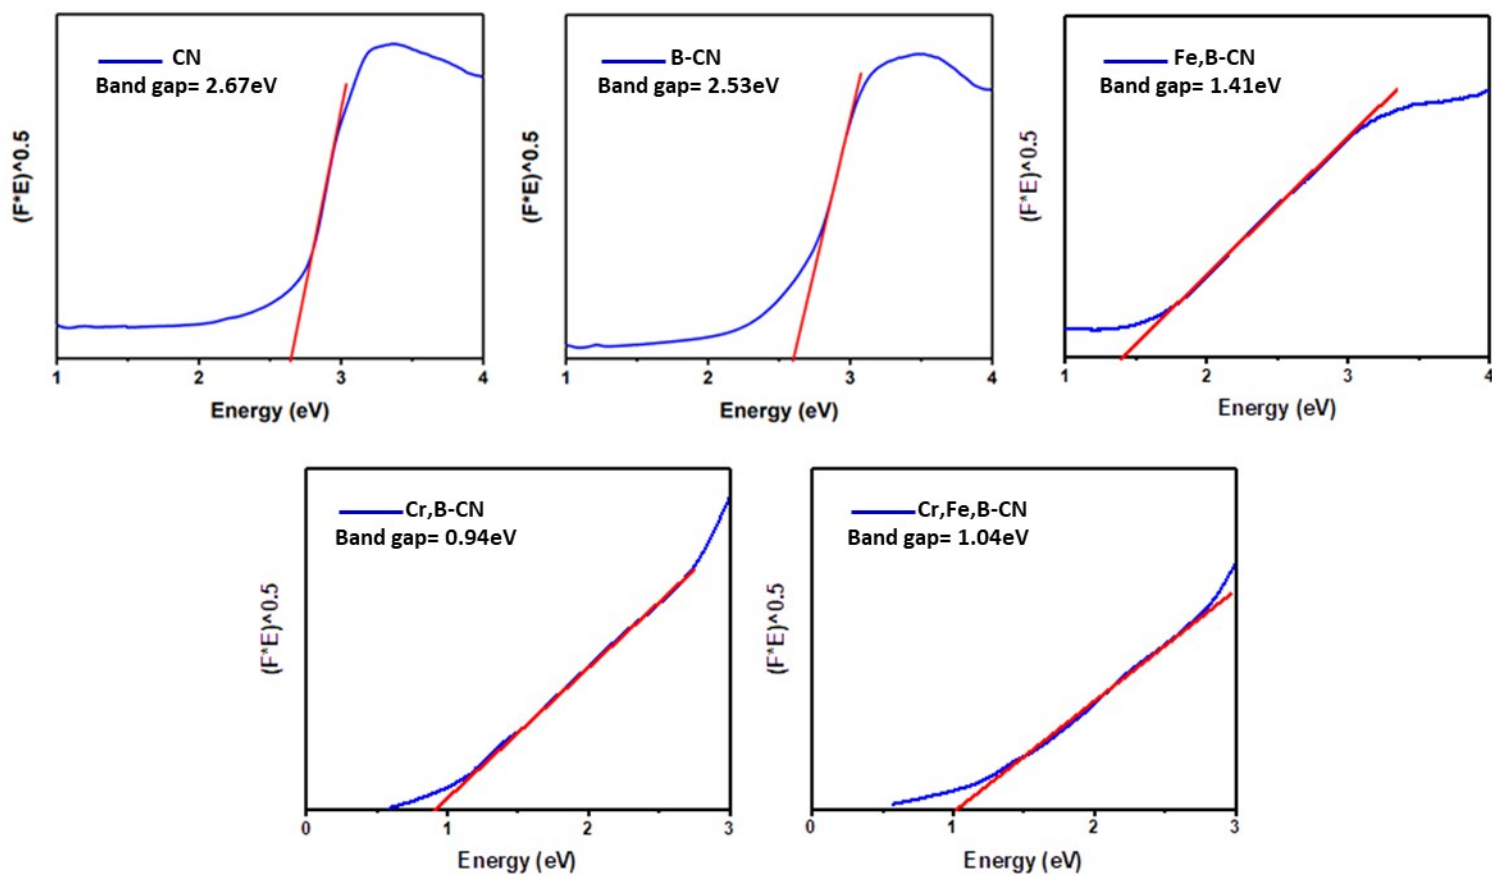 CN
Band gap= 2.67eV
(F*E)^0.5
1 2 3 4
Energy (eV)
B-CN
Band gap= 2.53eV
(F*E)^0.5
1 2 3 4
Energy (eV)
Fe,B-CN
Band gap= 1.41eV
(F*E)^0.5
1 2 3 4
Energy (eV)
Cr,B-CN
Band gap= 0.94eV
(F*E)^0.5
0 1 2 3
Energy (eV)
Cr,Fe,B-CN
Band gap= 1.04eV
(F*E)^0.5
0 1 2 3
Energy (eV)